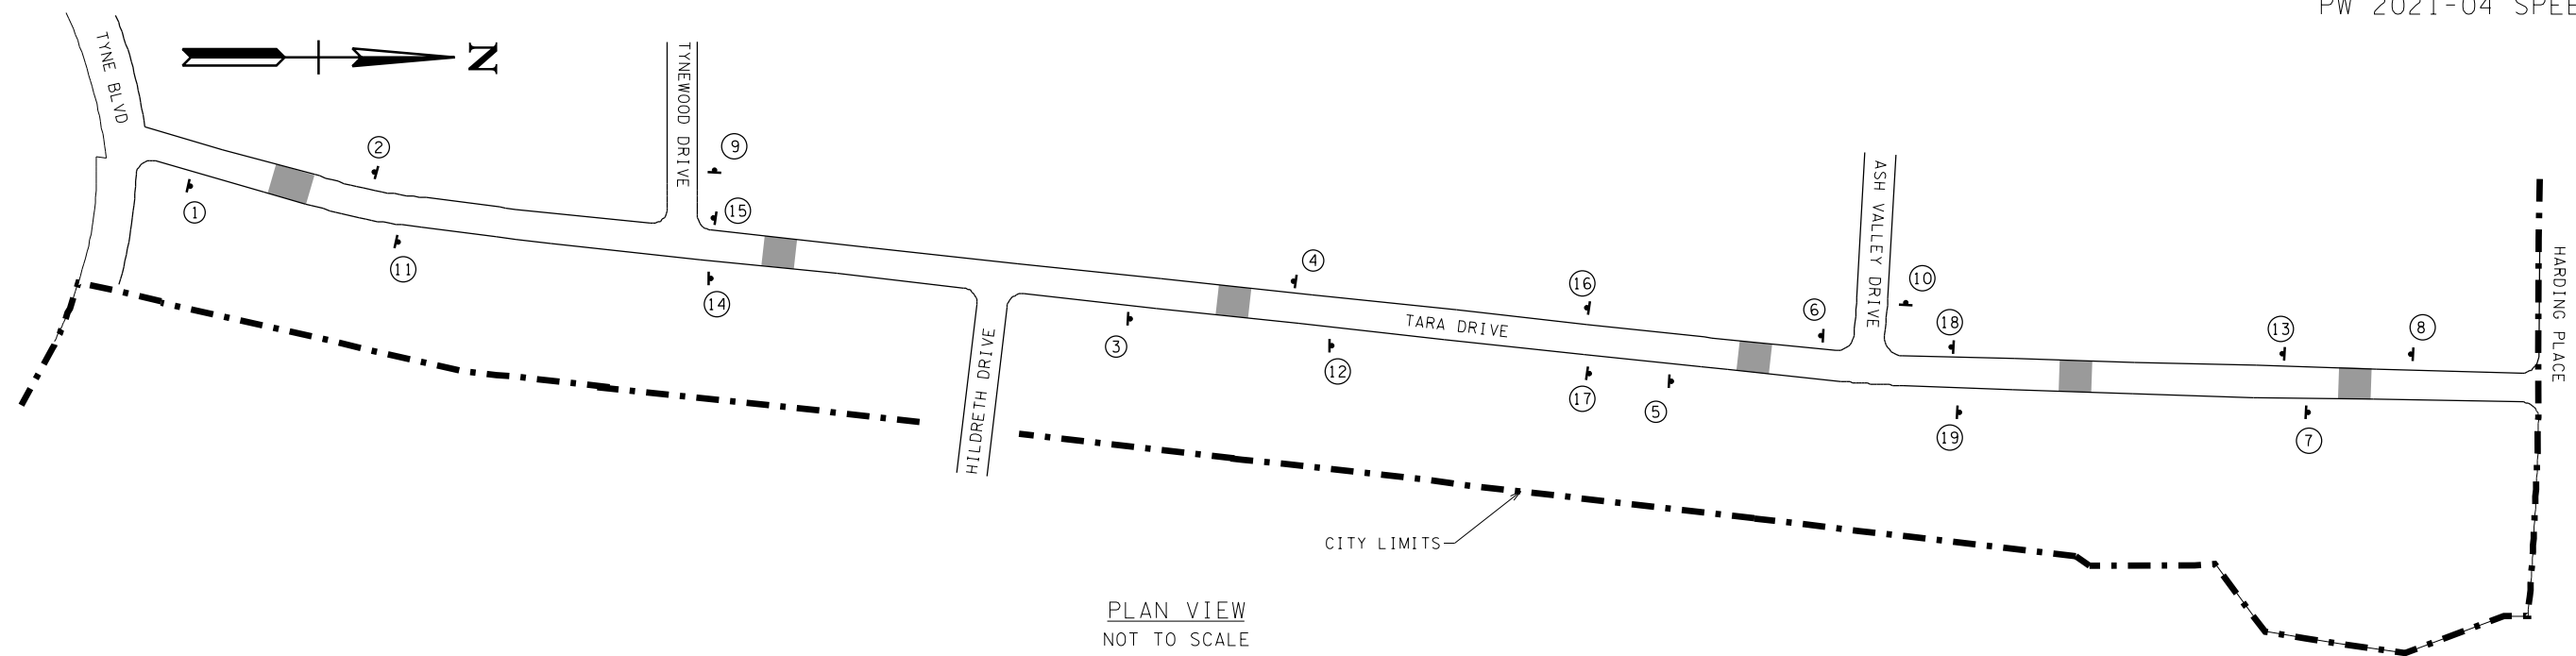 PW 2021-04 SPEE
TYNE BLVD
N
TYNEWOOD DRIVE
2
9
1
15
11
14
HILDRETH DRIVE
3
4
12
TARA DRIVE
16
17
5
6
ASH VALLEY DRIVE
10
18
19
13
8
7
HARDING PLACE
CITY LIMITS
PLAN VIEW
NOT TO SCALE